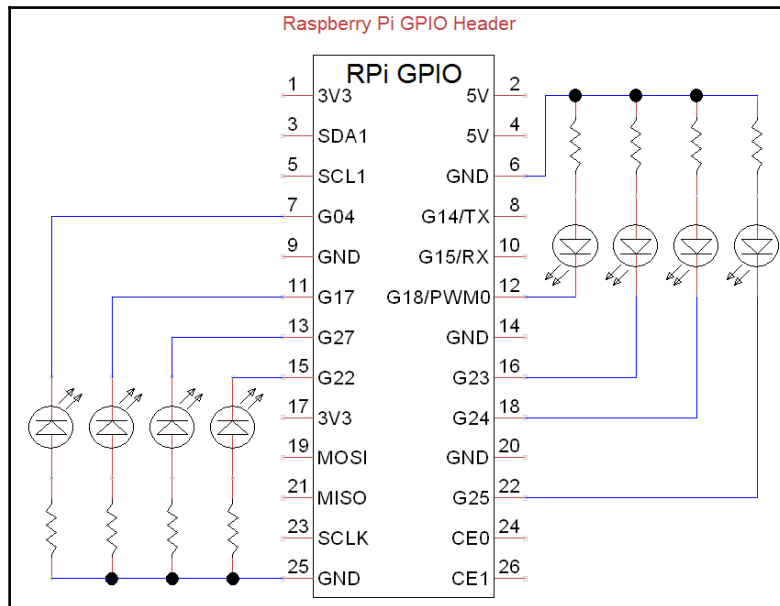 Raspberry Pi GPIO Header
RPi GPIO
1 3V3 5V 2
3 SDA1 5V 4
5 SCL1 GND 6
7 G04 G14/TX 8
9 GND G15/RX 10
11 G17 G18/PWM0 12
13 G27 GND 14
15 G22 G23 16
17 3V3 G24 18
19 MOSI GND 20
21 MISO G25 22
23 SCLK CE0 24
25 GND CE1 26